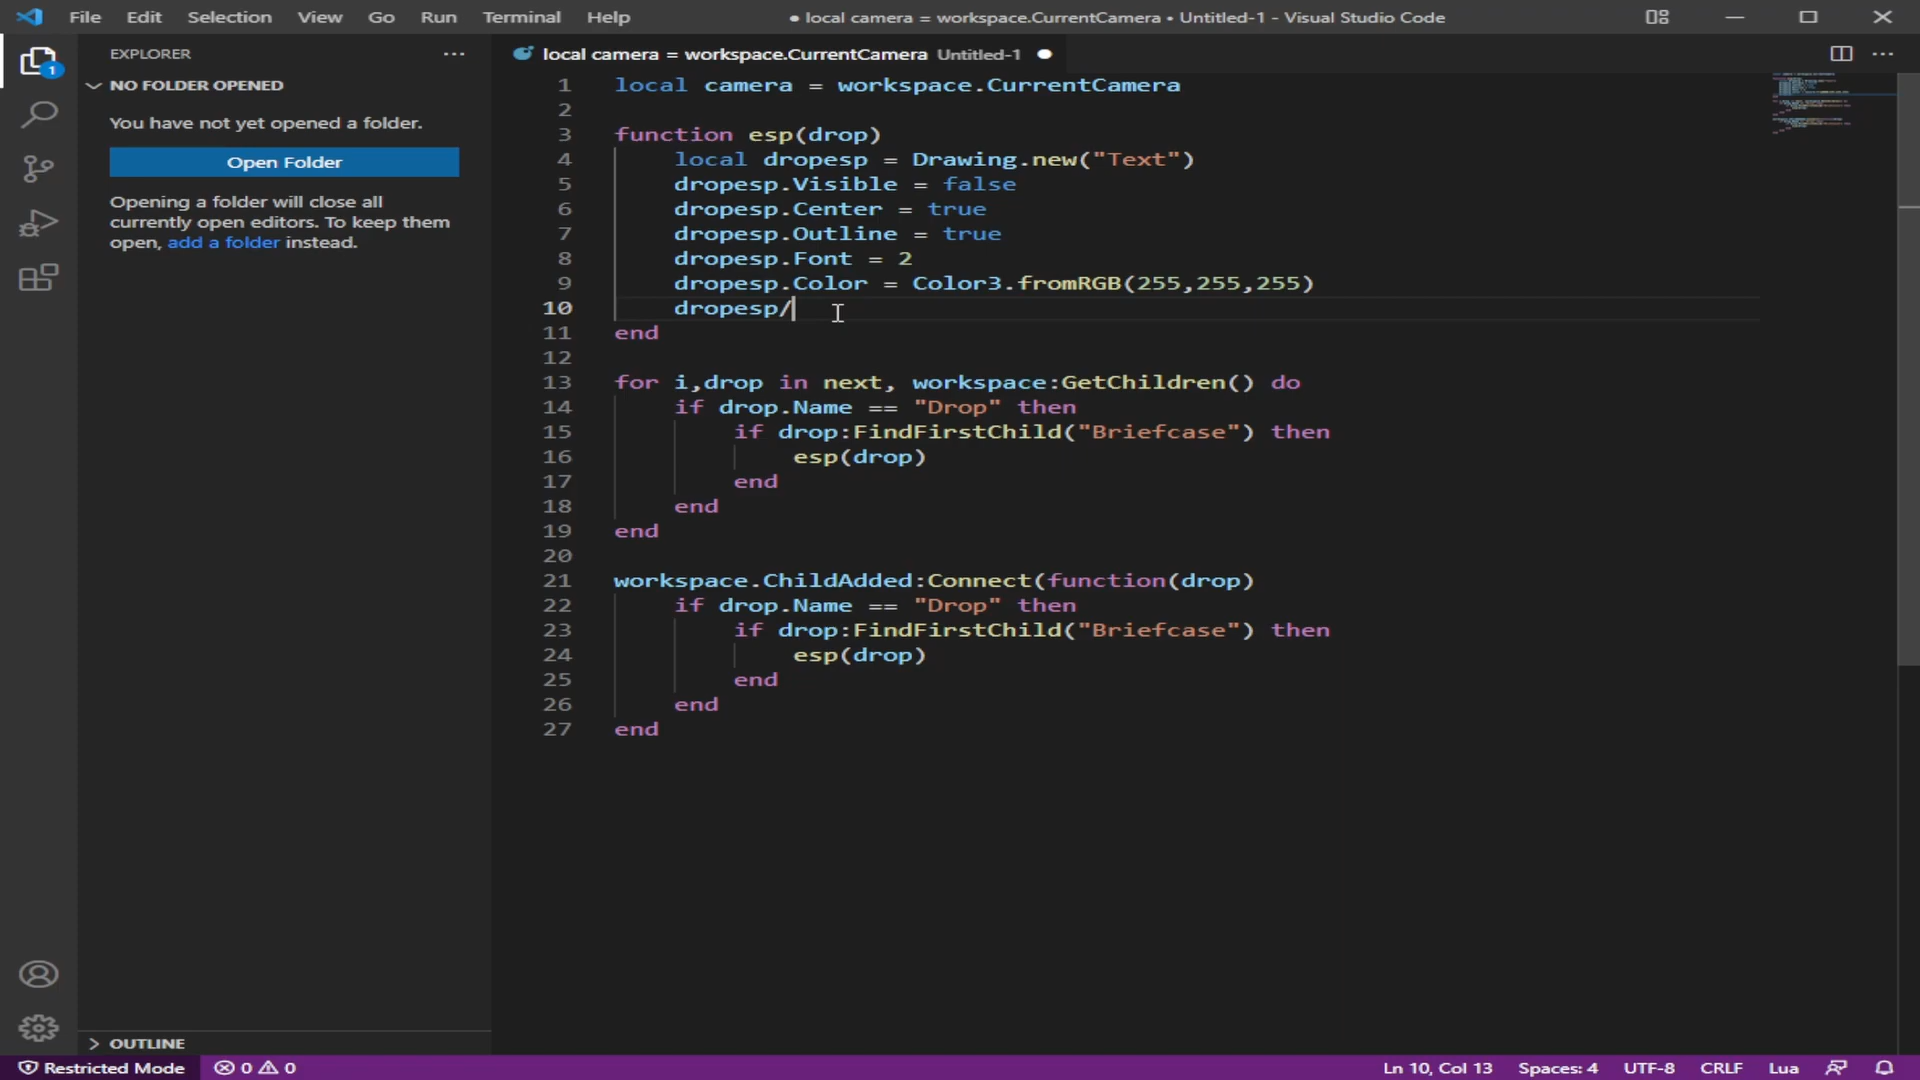 File Edit Selection View Go Run Terminal Help
● local camera = workspace.CurrentCamera • Untitled-1 - Visual Studio Code
EXPLORER
NO FOLDER OPENED
You have not yet opened a folder.
Open Folder
Opening a folder will close all
currently open editors. To keep them
open, add a folder instead.
OUTLINE
local camera = workspace.CurrentCamera Untitled-1
1 local camera = workspace.CurrentCamera
2
3 function esp(drop)
4 local dropesp = Drawing.new("Text")
5 dropesp.Visible = false
6 dropesp.Center = true
7 dropesp.Outline = true
8 dropesp.Font = 2
9 dropesp.Color = Color3.fromRGB(255,255,255)
10 dropesp/
11 end
12
13 for i,drop in next, workspace:GetChildren() do
14 if drop.Name == "Drop" then
15 if drop:FindFirstChild("Briefcase") then
16 esp(drop)
17 end
18 end
19 end
20
21 workspace.ChildAdded:Connect(function(drop)
22 if drop.Name == "Drop" then
23 if drop:FindFirstChild("Briefcase") then
24 esp(drop)
25 end
26 end
27 end
1
Restricted Mode 0 0
Ln 10, Col 13 Spaces: 4 UTF-8 CRLF Lua